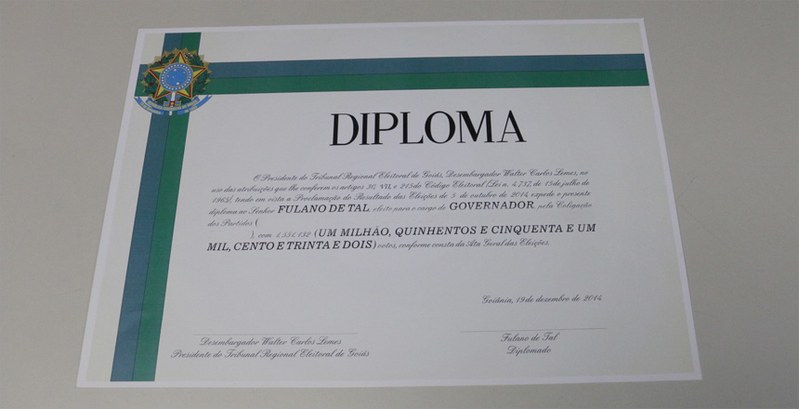 DIPLOMA
O Presidente do Tribunal Regional Eleitoral de Goiás, Desembargador Walter Carlos Lemes, no
uso das atribuições que lhe conferem os artigos 30, VII, e 215 do Código Eleitoral (Lei n. 4.737, de 15 de julho de
1965), tendo em vista a Proclamação do Resultado das Eleições de 5 de outubro de 2014, expede o presente
diploma ao Senhor FULANO DE TAL, eleito para o cargo de GOVERNADOR, pela Coligação
dos Partidos (
), com (UM MILHÃO, QUINHENTOS E CINQUENTA E UM
MIL, CENTO E TRINTA E DOIS) votos, conforme consta da Ata Geral das Eleições.
Goiânia, 19 de dezembro de 2014
Desembargador Walter Carlos Lemes
Presidente do Tribunal Regional Eleitoral de Goiás
Fulano de Tal
Diplomado